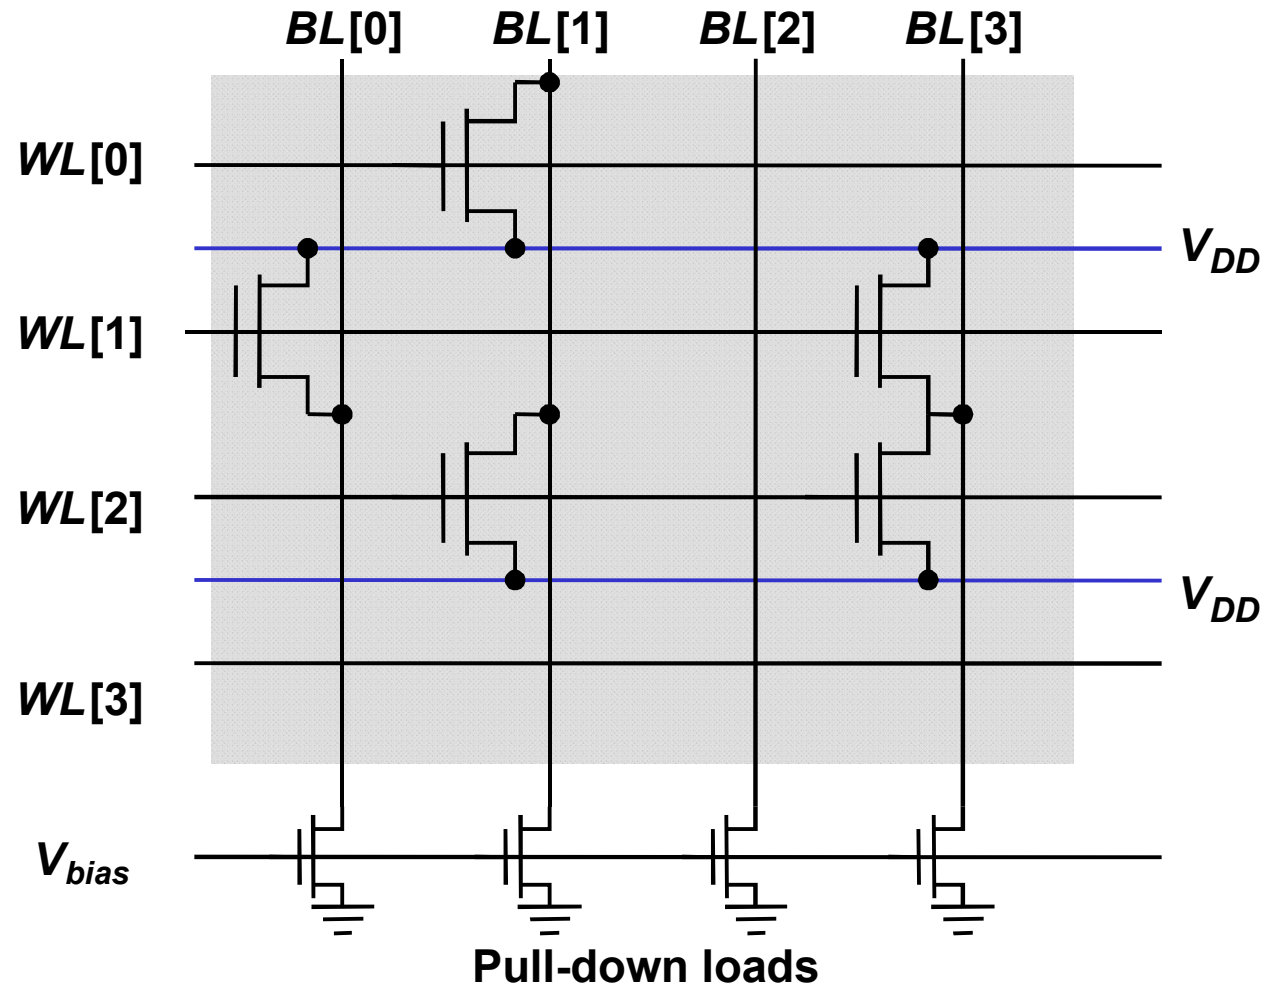 BL[0] BL[1] BL[2] BL[3]
WL[0]
VDD
WL[1]
WL[2]
VDD
WL[3]
Vbias
Pull-down loads